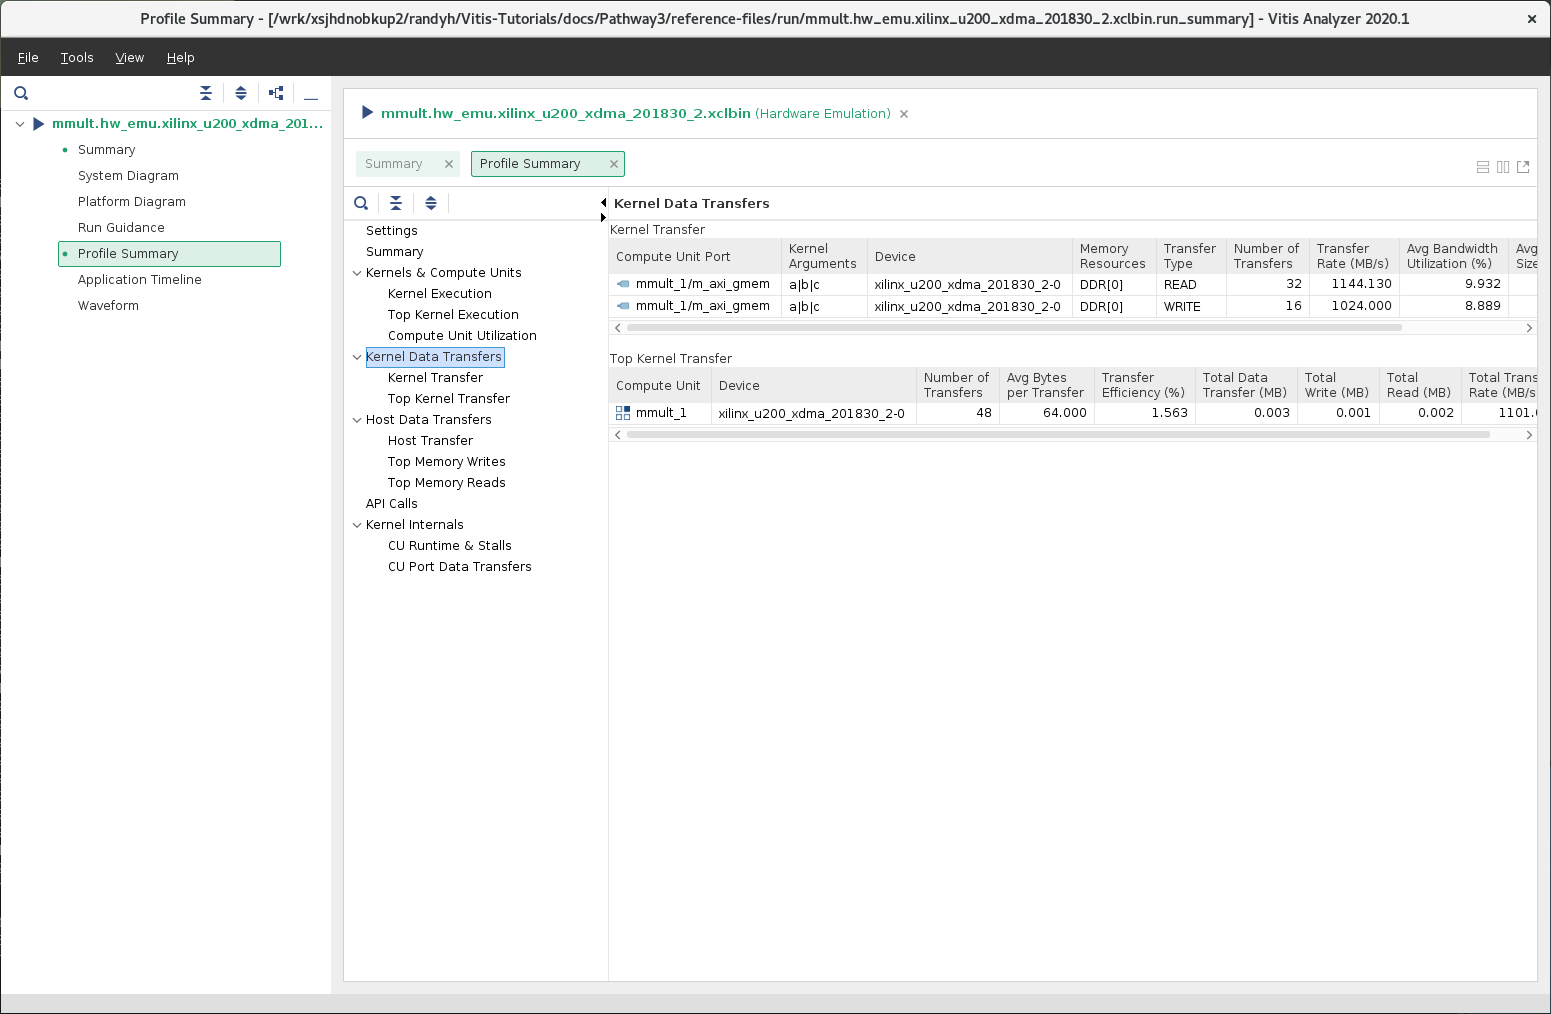 Profile Summary - [/wrk/xsjhdnobkup2/randyh/Vitis-Tutorials/docs/Pathway3/reference-files/run/mmult.hw_emu.xilinx_u200_xdma_201830_2.xclbin.run_summary] - Vitis Analyzer 2020.1
File Tools View Help
mmult.hw_emu.xilinx_u200_xdma_201...
Summary
System Diagram
Platform Diagram
Run Guidance
Profile Summary
Application Timeline
Waveform
mmult.hw_emu.xilinx_u200_xdma_201830_2.xclbin (Hardware Emulation)
Summary Profile Summary
Settings
Summary
Kernels & Compute Units
Kernel Execution
Top Kernel Execution
Compute Unit Utilization
Kernel Data Transfers
Kernel Transfer
Top Kernel Transfer
Host Data Transfers
Host Transfer
Top Memory Writes
Top Memory Reads
API Calls
Kernel Internals
CU Runtime & Stalls
CU Port Data Transfers
Kernel Data Transfers
Kernel Transfer
Compute Unit Port Kernel Arguments Device Memory Resources Transfer Type Number of Transfers Transfer Rate (MB/s) Avg Bandwidth Utilization (%) Avg Size
mmult_1/m_axi_gmem a|b|c xilinx_u200_xdma_201830_2-0 DDR[0] READ 32 1144.130 9.932
mmult_1/m_axi_gmem a|b|c xilinx_u200_xdma_201830_2-0 DDR[0] WRITE 16 1024.000 8.889
Top Kernel Transfer
Compute Unit Device Number of Transfers Avg Bytes per Transfer Transfer Efficiency (%) Total Data Transfer (MB) Total Write (MB) Total Read (MB) Total Trans Rate (MB/s
mmult_1 xilinx_u200_xdma_201830_2-0 48 64.000 1.563 0.003 0.001 0.002 1101.